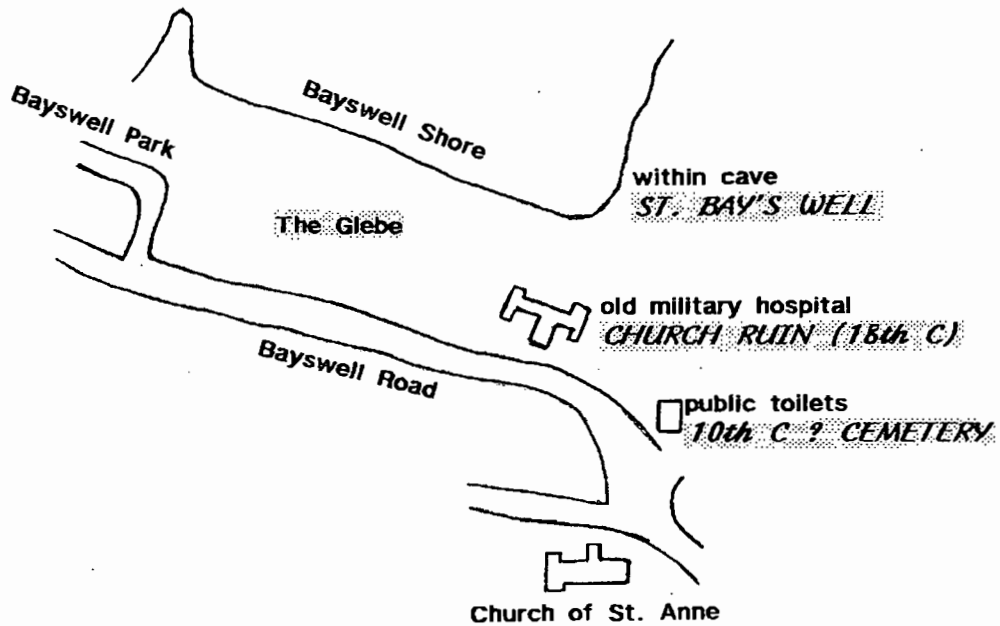 Bayswell Park
Bayswell Shore
within cave
ST. BAY'S WELL
The Glebe
old military hospital
CHURCH RUIN (18th C)
Bayswell Road
public toilets
10th C ? CEMETERY
Church of St. Anne